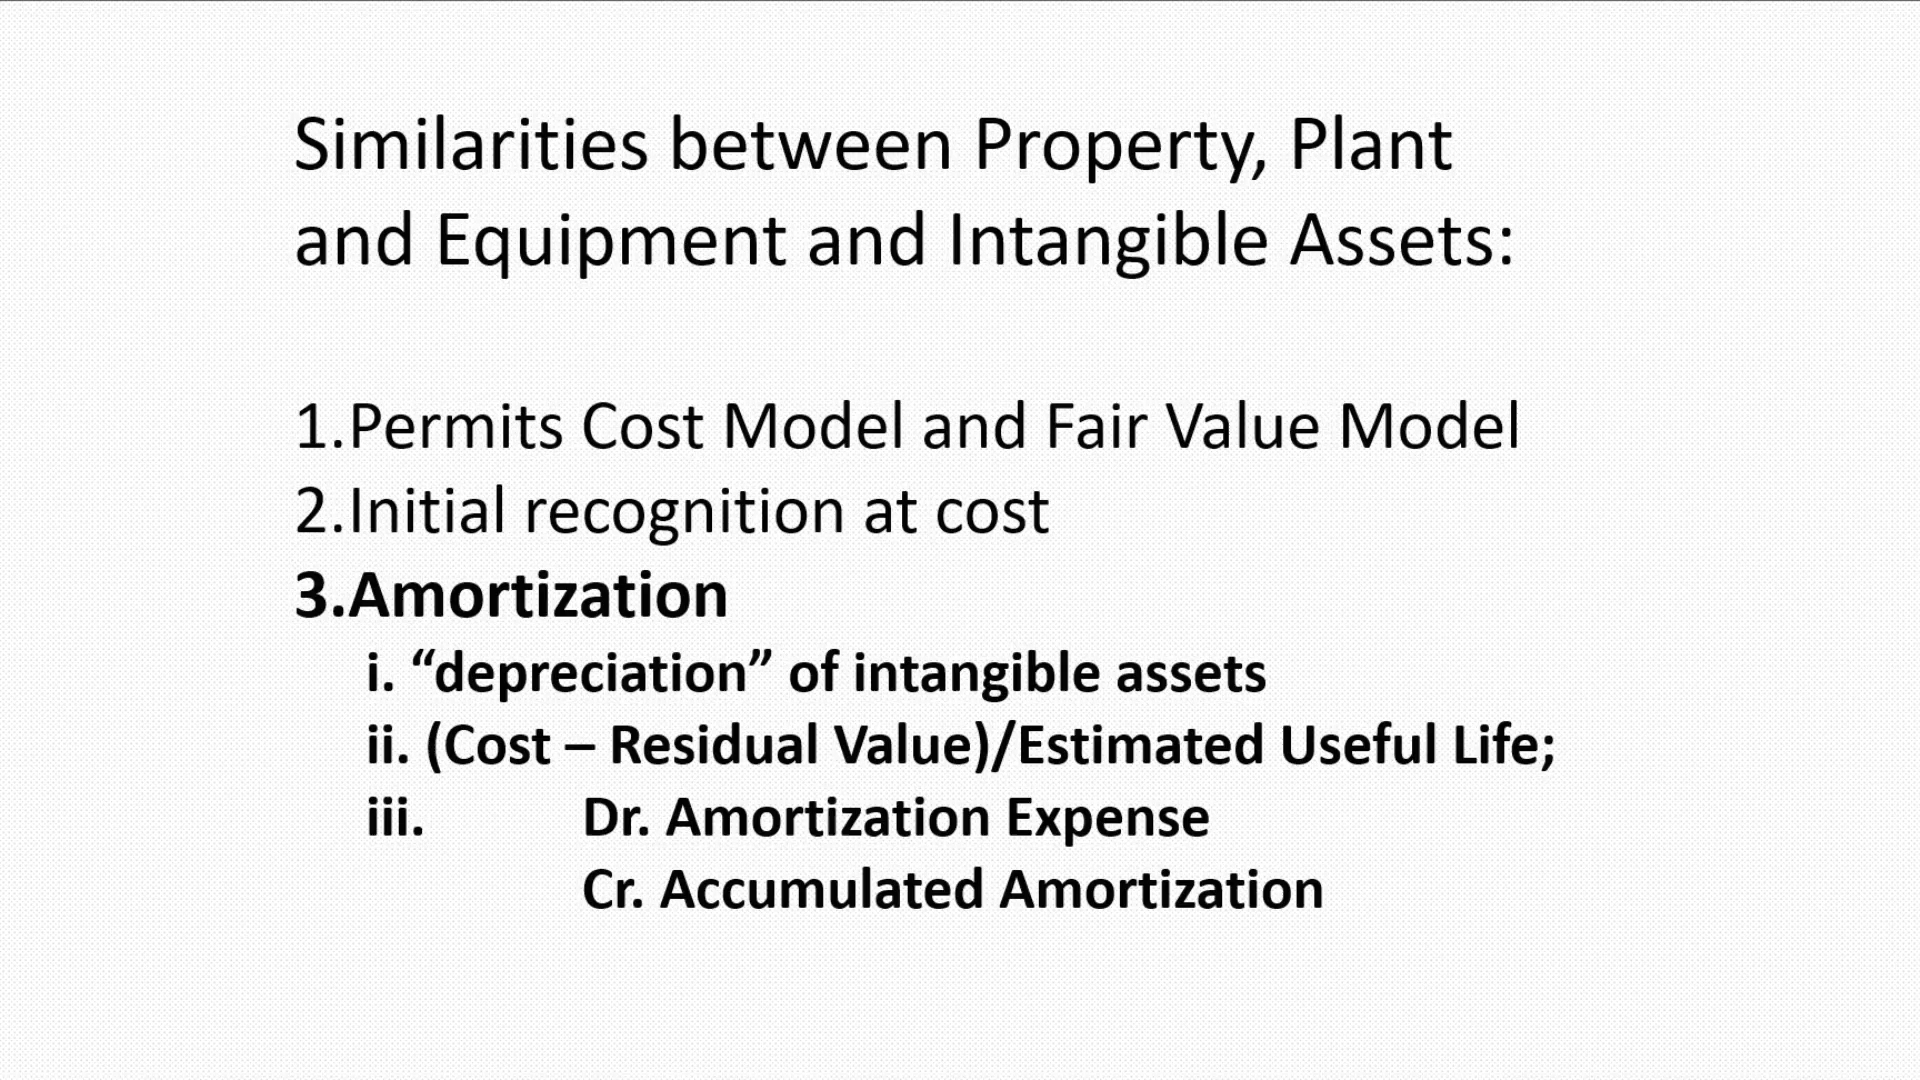 Similarities between Property, Plant
and Equipment and Intangible Assets:
1.Permits Cost Model and Fair Value Model
2.Initial recognition at cost
3.Amortization
i. “depreciation” of intangible assets
ii. (Cost – Residual Value)/Estimated Useful Life;
iii. Dr. Amortization Expense
Cr. Accumulated Amortization